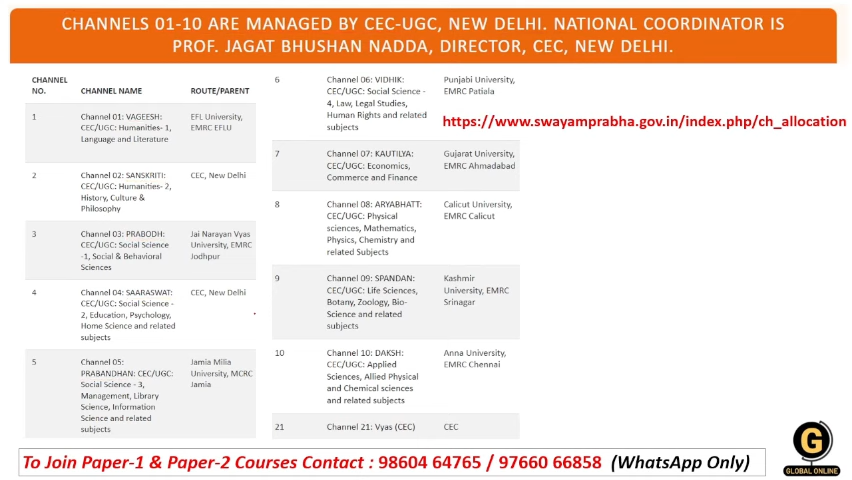 CHANNELS 01-10 ARE MANAGED BY CEC-UGC, NEW DELHI. NATIONAL COORDINATOR IS
PROF. JAGAT BHUSHAN NADDA, DIRECTOR, CEC, NEW DELHI.
CHANNEL
NO. CHANNEL NAME ROUTE/PARENT
1 Channel 01: VAGEESH: EFL University,
CEC/UGC: Humanities- 1, EMRC EFLU
Language and Literature
2 Channel 02: SANSKRITI: CEC, New Delhi
CEC/UGC: Humanities- 2,
History, Culture &
Philosophy
3 Channel 03: PRABODH: Jai Narayan Vyas
CEC/UGC: Social Science University, EMRC
-1, Social & Behavioral Jodhpur
Sciences
4 Channel 04: SAARASWAT: CEC, New Delhi
CEC/UGC: Social Science -
2, Education, Psychology,
Home Science and related
subjects
5 Channel 05: Jamia Milia
PRABANDHAN: CEC/UGC: University, MCRC
Social Science - 3, Jamia
Management, Library
Science, Information
Science and related
subjects
6 Channel 06: VIDHIK: Punjabi University,
CEC/UGC: Social Science - EMRC Patiala
4, Law, Legal Studies,
Human Rights and related
subjects
https://www.swayamprabha.gov.in/index.php/ch_allocation
7 Channel 07: KAUTILYA: Gujarat University,
CEC/UGC: Economics, EMRC Ahmadabad
Commerce and Finance
8 Channel 08: ARYABHATT: Calicut University,
CEC/UGC: Physical EMRC Calicut
sciences, Mathematics,
Physics, Chemistry and
related Subjects
9 Channel 09: SPANDAN: Kashmir
CEC/UGC: Life Sciences, University, EMRC
Botany, Zoology, Bio- Srinagar
Science and related
subjects
10 Channel 10: DAKSH: Anna University,
CEC/UGC: Applied EMRC Chennai
Sciences, Allied Physical
and Chemical sciences
and related subjects
21 Channel 21: Vyas (CEC) CEC
To Join Paper-1 & Paper-2 Courses Contact : 98604 64765 / 97660 66858 (WhatsApp Only)
G
GLOBAL ONLINE